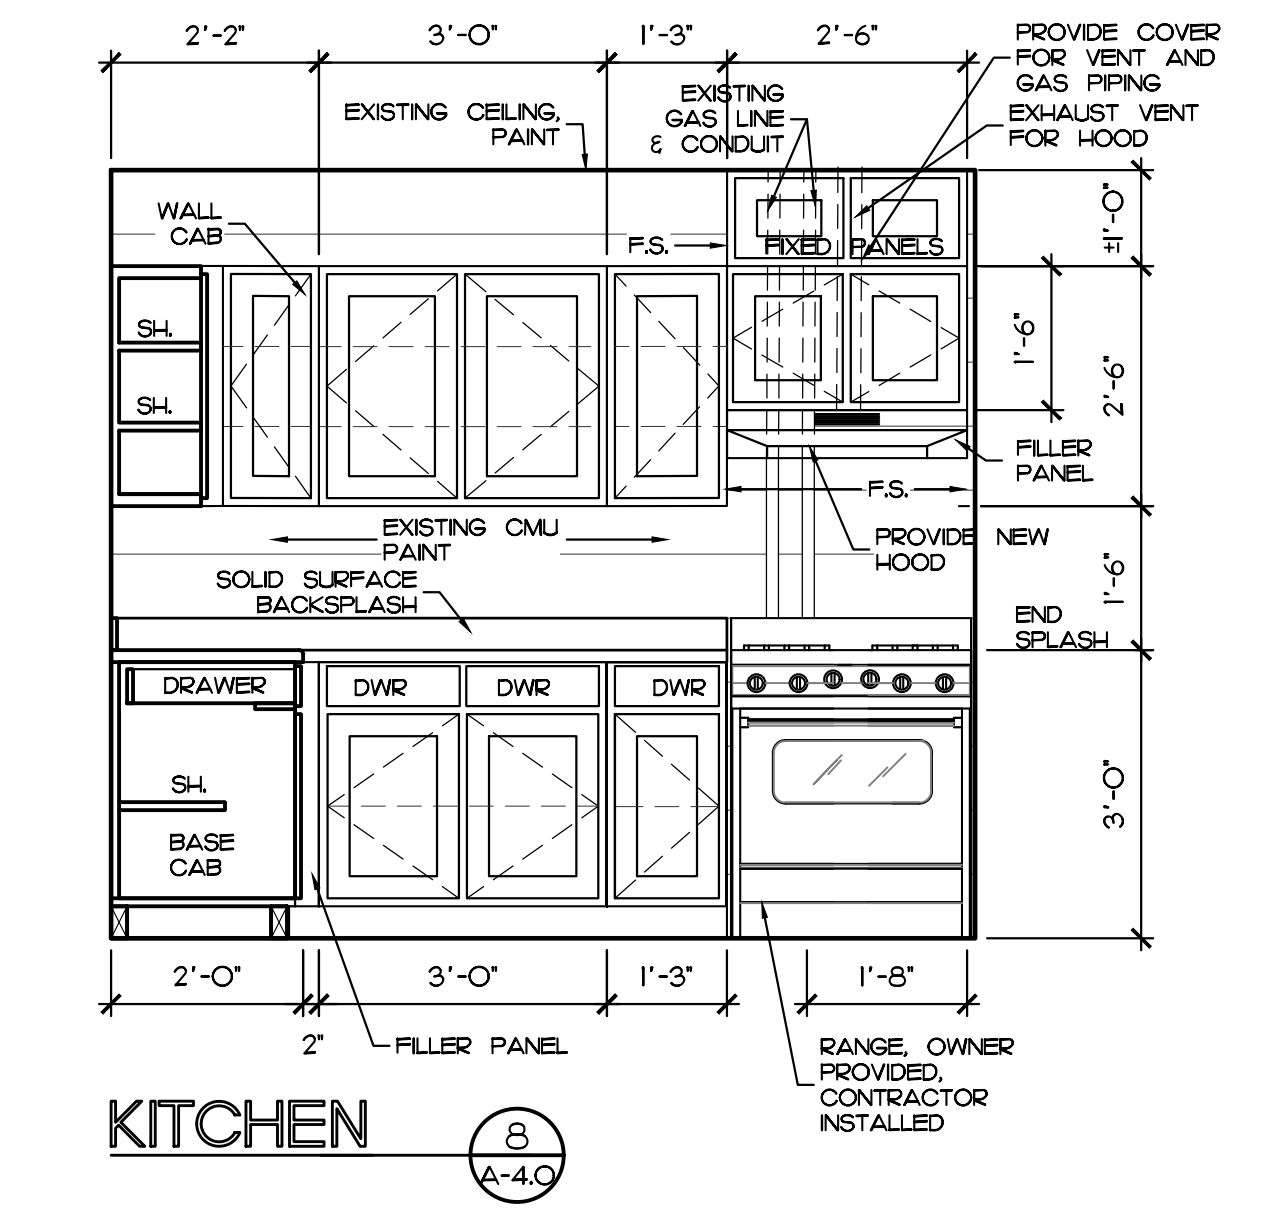 2'-2" 3'-0" 1'-3" 2'-6"
PROVIDE COVER
FOR VENT AND
GAS PIPING
EXISTING CEILING,
PAINT
EXISTING
GAS LINE
& CONDUIT
EXHAUST VENT
FOR HOOD
WALL
CAB
F.S.
FIXED PANELS
±1'-0"
SH.
SH.
1'-6"
2'-6"
FILLER
PANEL
F.S.
EXISTING CMU
PAINT
PROVIDE NEW
HOOD
SOLID SURFACE
BACKSPLASH
1'-6"
END
SPLASH
DRAWER
DWR
DWR
DWR
SH.
BASE
CAB
3'-0"
2'-0" 3'-0" 1'-3" 1'-8"
2"
FILLER PANEL
RANGE, OWNER
PROVIDED,
CONTRACTOR
INSTALLED
KITCHEN
8
A-4.0